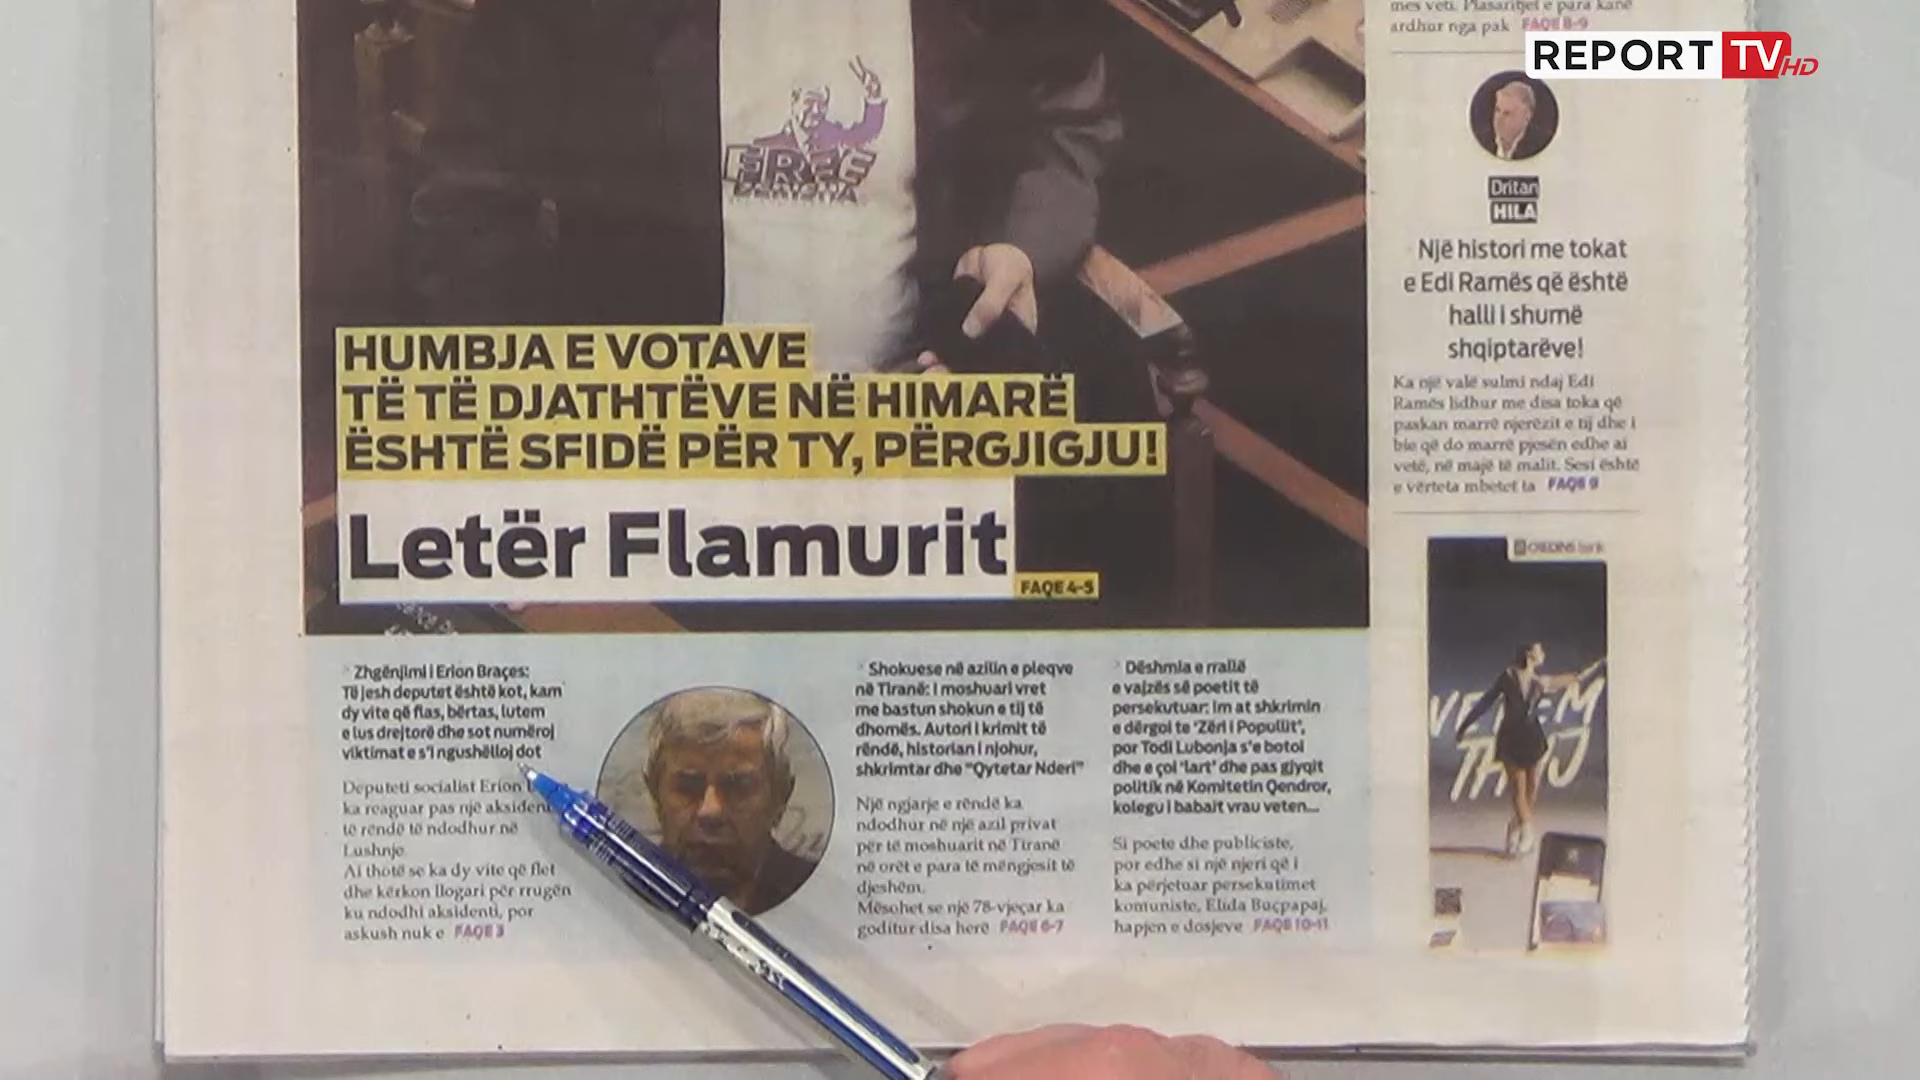 mes veti. Plasaritjet e para kanë
ardhur nga pak FAQE 8-9
REPORT TV HD
FREE
BERISHA
HUMBJA E VOTAVE
TË TË DJATHTËVE NË HIMARË
ËSHTË SFIDË PËR TY, PËRGJIGJU!
Letër Flamurit
FAQE 4-5
Dritan
HILA
Një histori me tokat
e Edi Ramës që është
halli i shumë
shqiptarëve!
Ka një valë sulmi ndaj Edi
Ramës lidhur me disa toka që
paskan marrë njerëzit e tij dhe i
bie që do marrë pjesën edhe ai
vetë, në majë të malit. Sesi është
e vërteta mbetet ta FAQE 9
CREDINS bank
Zhgënjimi i Erion Braçes:
Të jesh deputet është kot, kam
dy vite që flas, bërtas, lutem
e lus drejtorë dhe sot numëroj
viktimat e s'i ngushëlloj dot
Deputeti socialist Erion
ka reaguar pas një aksident
të rëndë të ndodhur në
Lushnje.
Ai thotë se ka dy vite që flet
dhe kërkon llogari për rrugën
ku ndodhi aksidenti, por
askush nuk e FAQE 3
Shokuese në azilin e pleqve
në Tiranë: I moshuari vret
me bastun shokun e tij të
dhomës. Autori i krimit të
rëndë, historian i njohur,
shkrimtar dhe "Qytetar Nderi"
Një ngjarje e rëndë ka
ndodhur në një azil privat
për të moshuarit në Tiranë
në orët e para të mëngjesit të
djeshëm.
Mësohet se një 78-vjeçar ka
goditur disa herë FAQE 6-7
Dëshmia e rrallë
e vajzës së poetit të
persekutuar: Im at shkrimin
e dërgoi te 'Zëri i Popullit',
por Todi Lubonja s'e botoi
dhe e çoi 'lart' dhe pas gjyqit
politik në Komitetin Qendror,
kolegu i babait vrau veten...
Si poete dhe publiciste,
por edhe si një njeri që i
ka përjetuar persekutimet
komuniste, Elida Buçpapaj,
hapjen e dosjeve FAQE 10-11